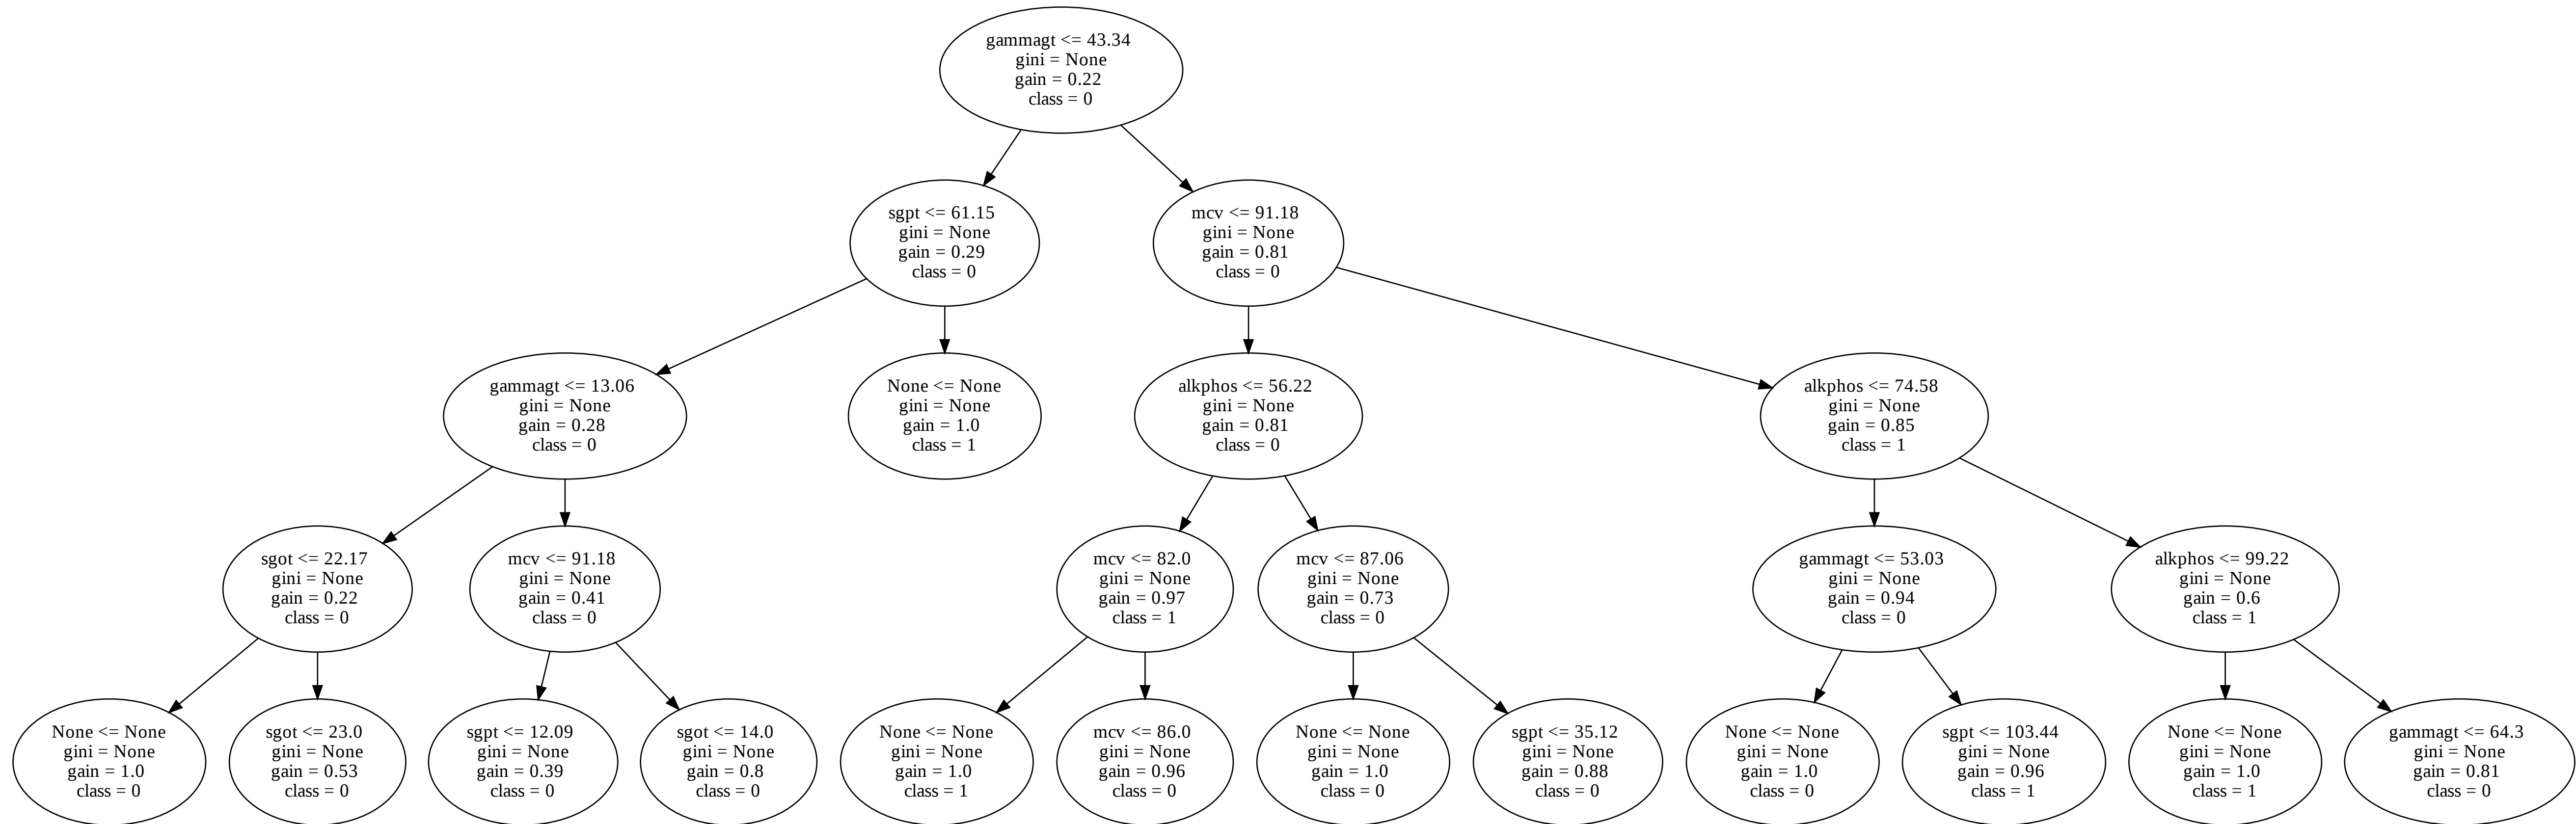 gammagt <= 43.34
gini = None
gain = 0.22
class = 0
sgpt <= 61.15
gini = None
gain = 0.29
class = 0
mcv <= 91.18
gini = None
gain = 0.81
class = 0
gammagt <= 13.06
gini = None
gain = 0.28
class = 0
None <= None
gini = None
gain = 1.0
class = 1
alkphos <= 56.22
gini = None
gain = 0.81
class = 0
alkphos <= 74.58
gini = None
gain = 0.85
class = 1
sgot <= 22.17
gini = None
gain = 0.22
class = 0
mcv <= 91.18
gini = None
gain = 0.41
class = 0
mcv <= 82.0
gini = None
gain = 0.97
class = 1
mcv <= 87.06
gini = None
gain = 0.73
class = 0
gammagt <= 53.03
gini = None
gain = 0.94
class = 0
alkphos <= 99.22
gini = None
gain = 0.6
class = 1
None <= None
gini = None
gain = 1.0
class = 0
sgot <= 23.0
gini = None
gain = 0.53
class = 0
sgpt <= 12.09
gini = None
gain = 0.39
class = 0
sgot <= 14.0
gini = None
gain = 0.8
class = 0
None <= None
gini = None
gain = 1.0
class = 1
mcv <= 86.0
gini = None
gain = 0.96
class = 0
None <= None
gini = None
gain = 1.0
class = 0
sgpt <= 35.12
gini = None
gain = 0.88
class = 0
None <= None
gini = None
gain = 1.0
class = 0
sgpt <= 103.44
gini = None
gain = 0.96
class = 1
None <= None
gini = None
gain = 1.0
class = 1
gammagt <= 64.3
gini = None
gain = 0.81
class = 0